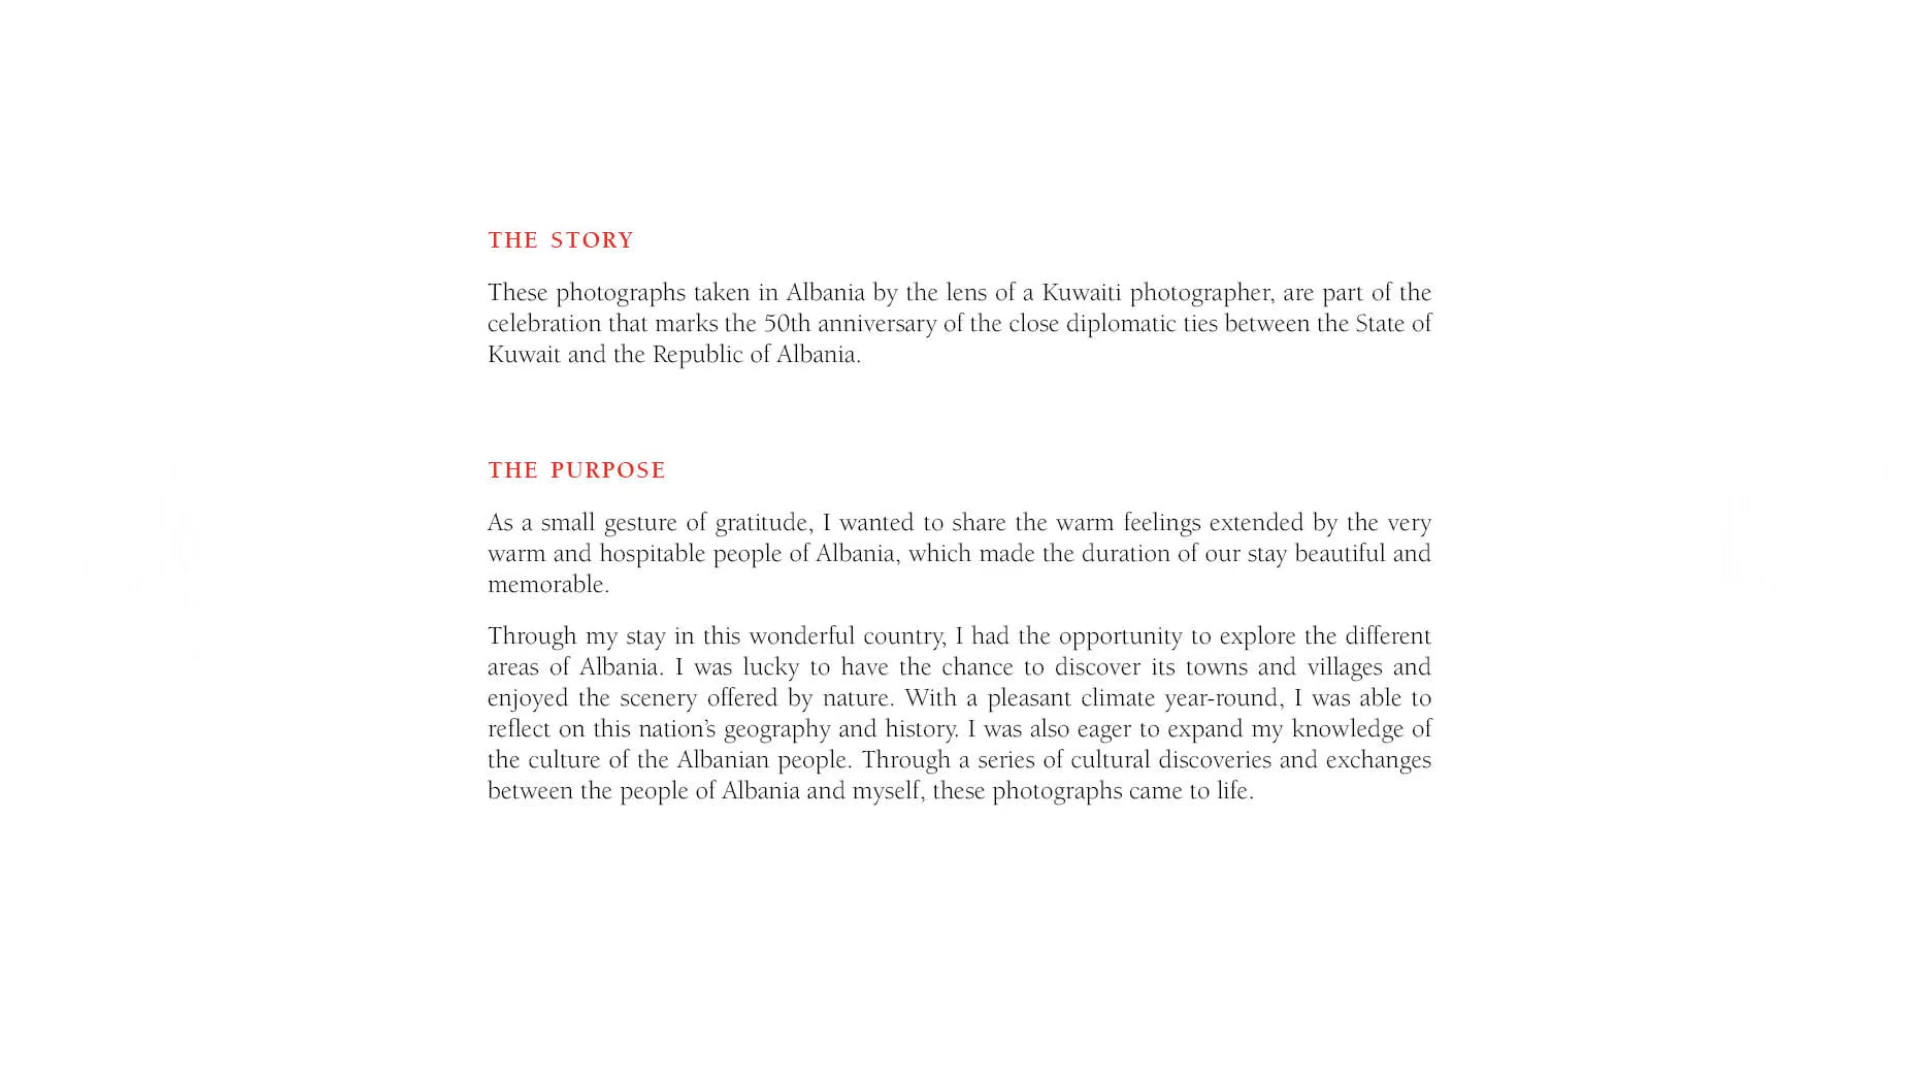 THE STORY
These photographs taken in Albania by the lens of a Kuwaiti photographer, are part of the
celebration that marks the 50th anniversary of the close diplomatic ties between the State of
Kuwait and the Republic of Albania.
THE PURPOSE
As a small gesture of gratitude, I wanted to share the warm feelings extended by the very
warm and hospitable people of Albania, which made the duration of our stay beautiful and
memorable.
Through my stay in this wonderful country, I had the opportunity to explore the different
areas of Albania. I was lucky to have the chance to discover its towns and villages and
enjoyed the scenery offered by nature. With a pleasant climate year-round, I was able to
reflect on this nation’s geography and history. I was also eager to expand my knowledge of
the culture of the Albanian people. Through a series of cultural discoveries and exchanges
between the people of Albania and myself, these photographs came to life.